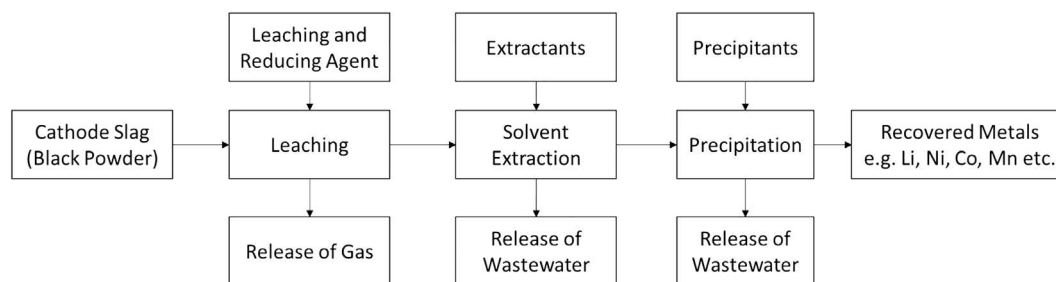 Leaching and
Reducing Agent
Extractants
Precipitants
Cathode Slag
(Black Powder)
Leaching
Solvent
Extraction
Precipitation
Recovered Metals
e.g. Li, Ni, Co, Mn etc.
Release of Gas
Release of
Wastewater
Release of
Wastewater